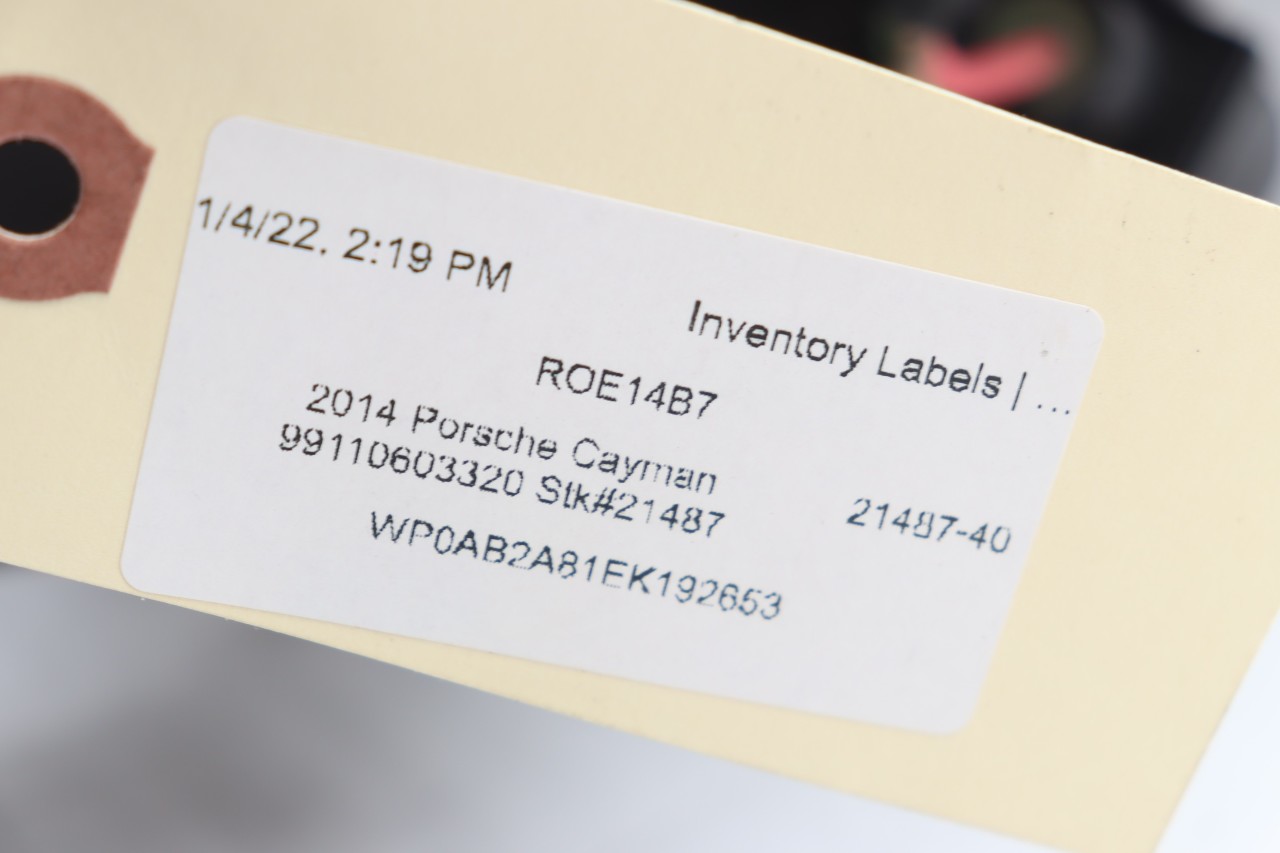 1/4/22, 2:19 PM
Inventory Labels | ...
ROE14B7
2014 Porsche Cayman
99110603320 Stk#21487
21487-40
WP0AB2A81EK192653